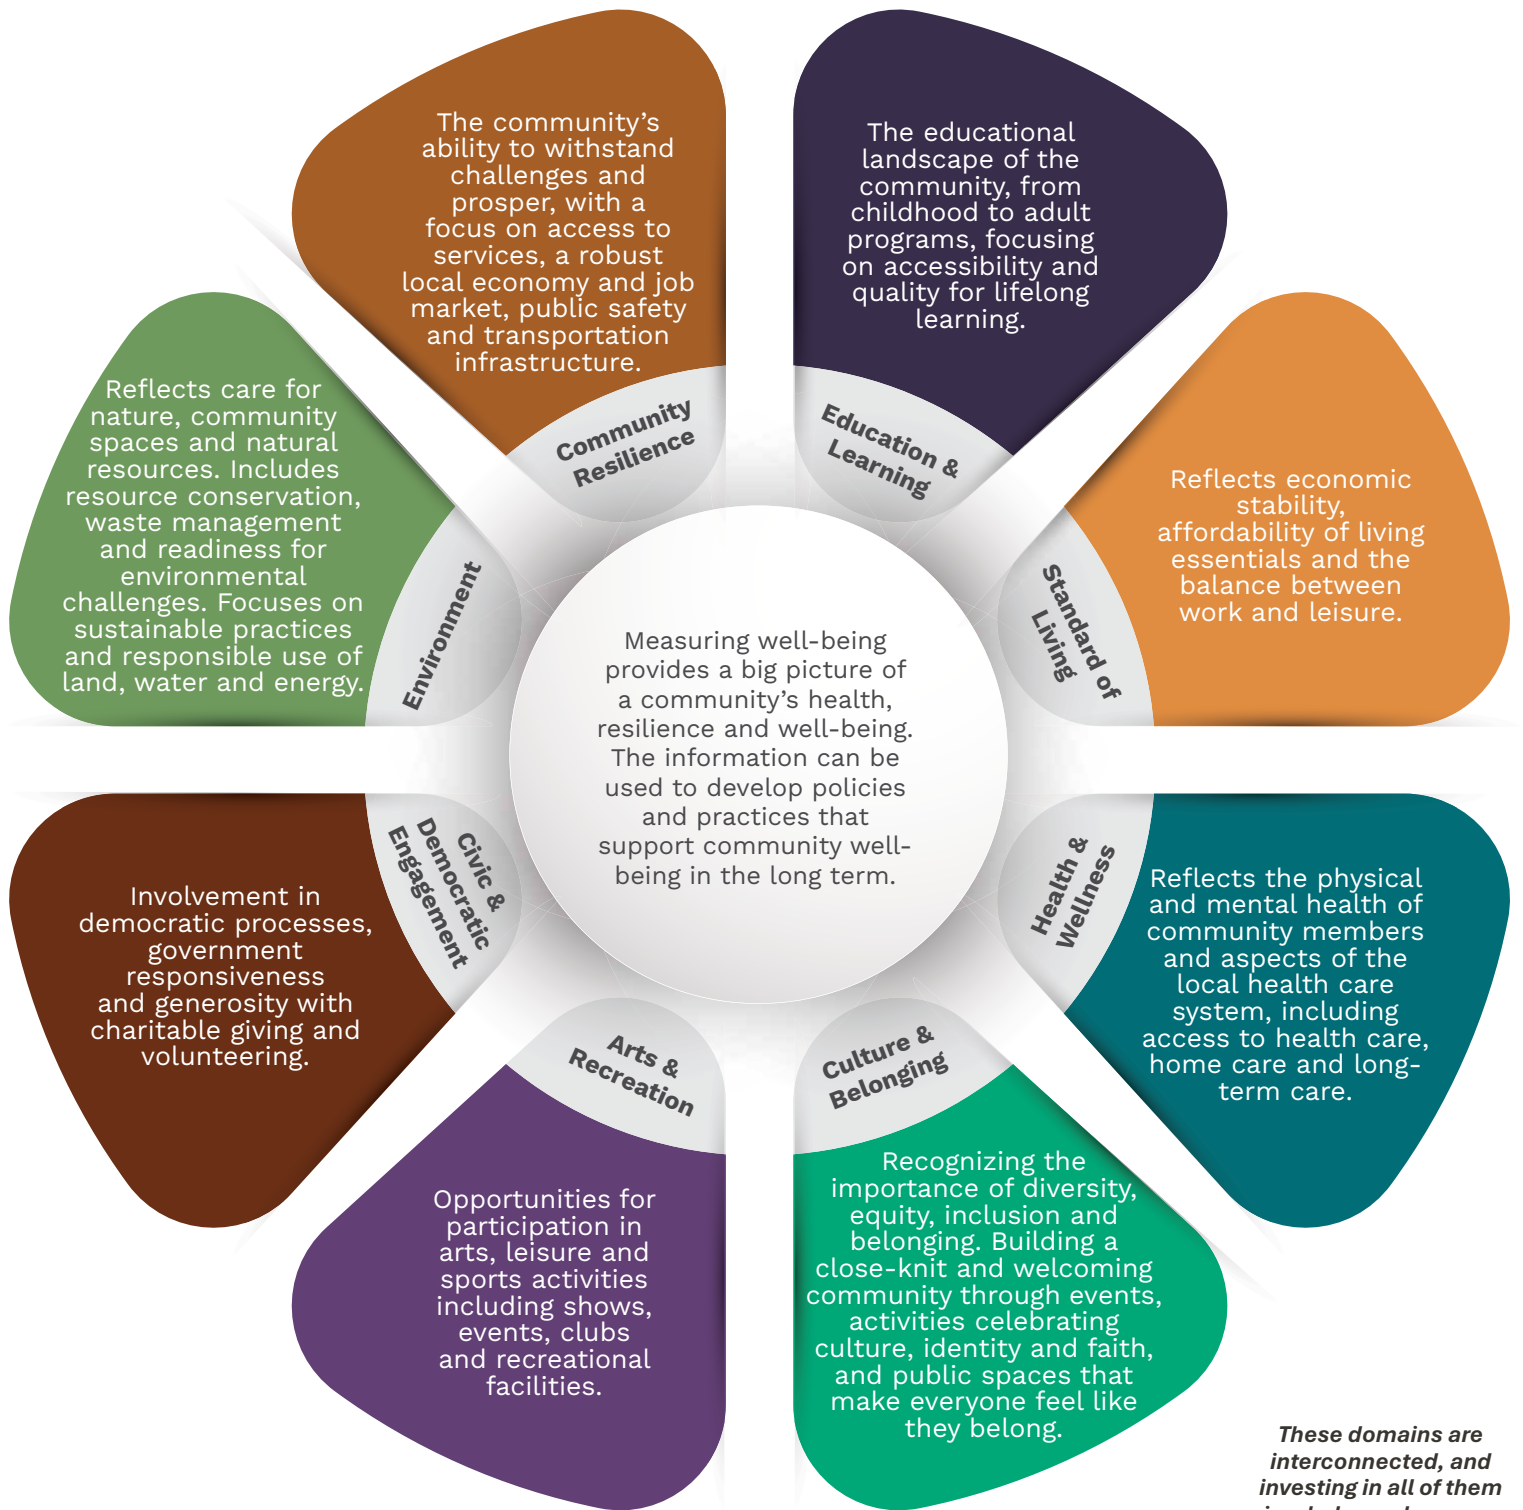 The community’s
ability to withstand
challenges and
prosper, with a
focus on access to
services, a robust
local economy and job
market, public safety
and transportation
infrastructure.
Community
Resilience
The educational
landscape of the
community, from
childhood to adult
programs, focusing
on accessibility and
quality for lifelong
learning.
Education &
Learning
Reflects economic
stability,
affordability of living
essentials and the
balance between
work and leisure.
Standard of
Living
Reflects the physical
and mental health of
community members
and aspects of the
local health care
system, including
access to health care,
home care and long-
term care.
Health &
Wellness
Recognizing the
importance of diversity,
equity, inclusion and
belonging. Building a
close-knit and welcoming
community through events,
activities celebrating
culture, identity and faith,
and public spaces that
make everyone feel like
they belong.
Culture &
Belonging
Opportunities for
participation in
arts, leisure and
sports activities
including shows,
events, clubs
and recreational
facilities.
Arts &
Recreation
Involvement in
democratic processes,
government
responsiveness
and generosity with
charitable giving and
volunteering.
Civic &
Democratic
Engagement
Reflects care for
nature, community
spaces and natural
resources. Includes
resource conservation,
waste management
and readiness for
environmental
challenges. Focuses on
sustainable practices
and responsible use of
land, water and energy.
Environment
Measuring well-being
provides a big picture of
a community’s health,
resilience and well-being.
The information can be
used to develop policies
and practices that
support community well-
being in the long term.
These domains are
interconnected, and
investing in all of them